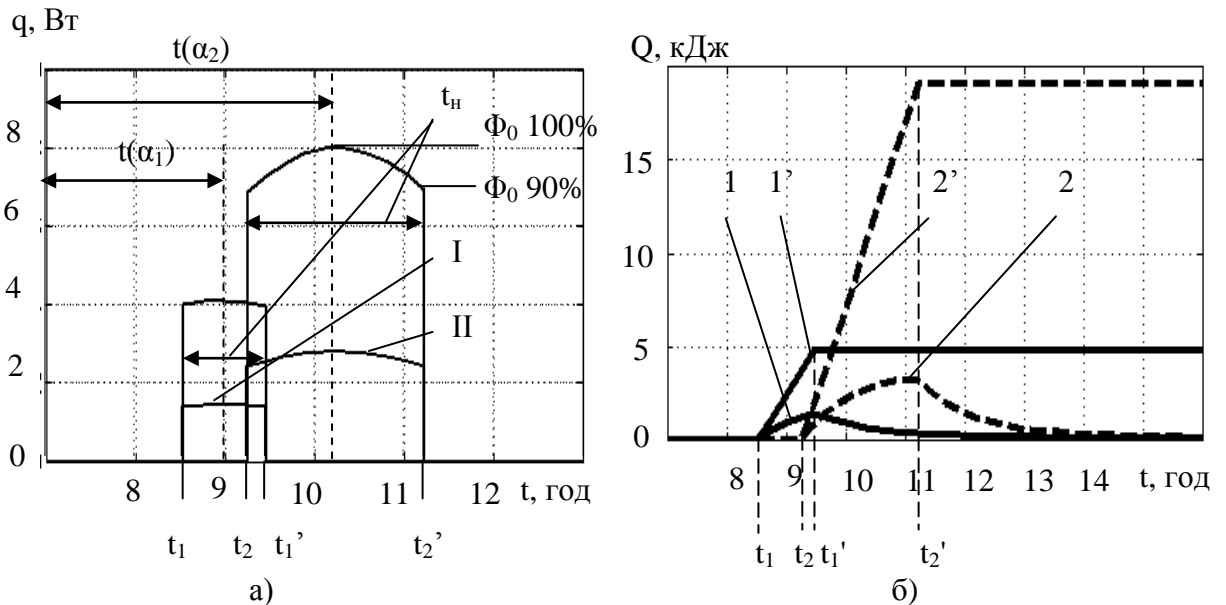 q, Вт
t(α₂)
tн
8
Φ₀ 100%
t(α₁)
Φ₀ 90%
6
I
4
II
2
0
8
9
10
11
12
t, год
t₁
t₂
t₁’
t₂’
а)
Q, кДж
15
1
1’
2’
2
10
5
0
8
9
10
11
12
13
14
t, год
t₁
t₂
t₁'
t₂'
б)